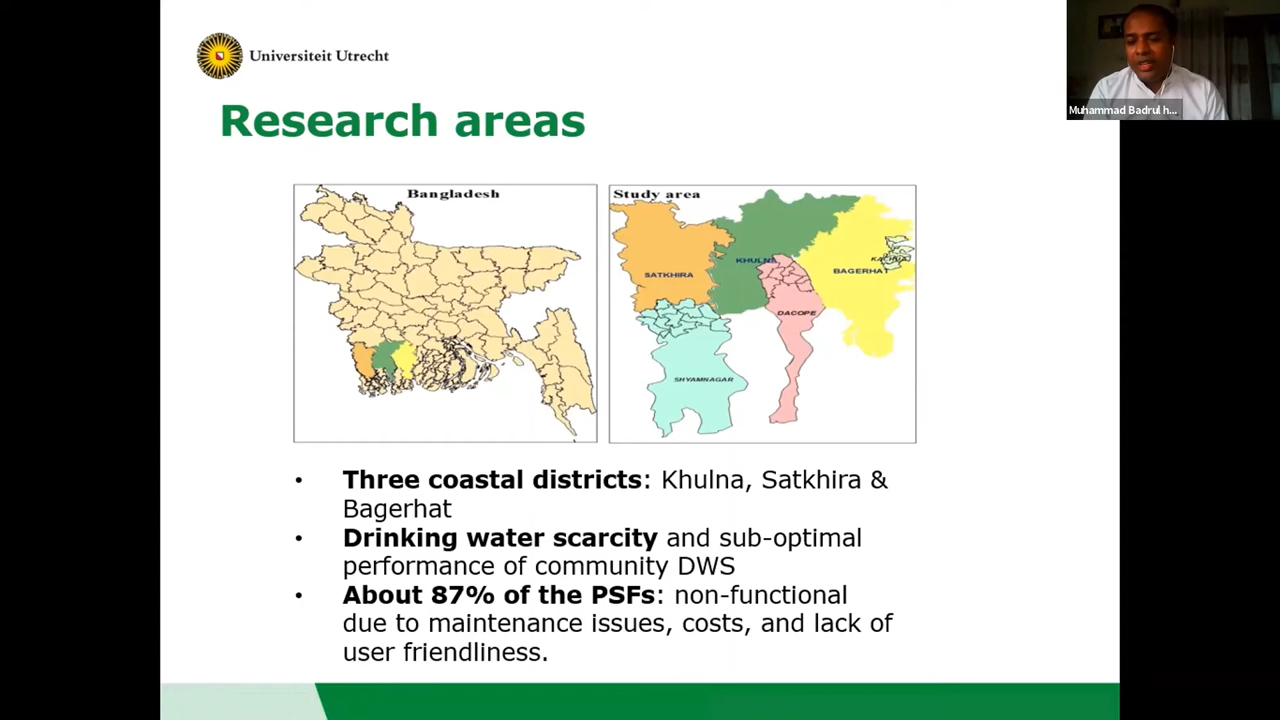 Universiteit Utrecht
Muhammad Badrul h...
Research areas
Bangladesh
Study area
SATKHIRA
BAGERHAT
DACOPE
SHYAMNAGAR
• Three coastal districts: Khulna, Satkhira &
Bagerhat
• Drinking water scarcity and sub-optimal
performance of community DWS
• About 87% of the PSFs: non-functional
due to maintenance issues, costs, and lack of
user friendliness.